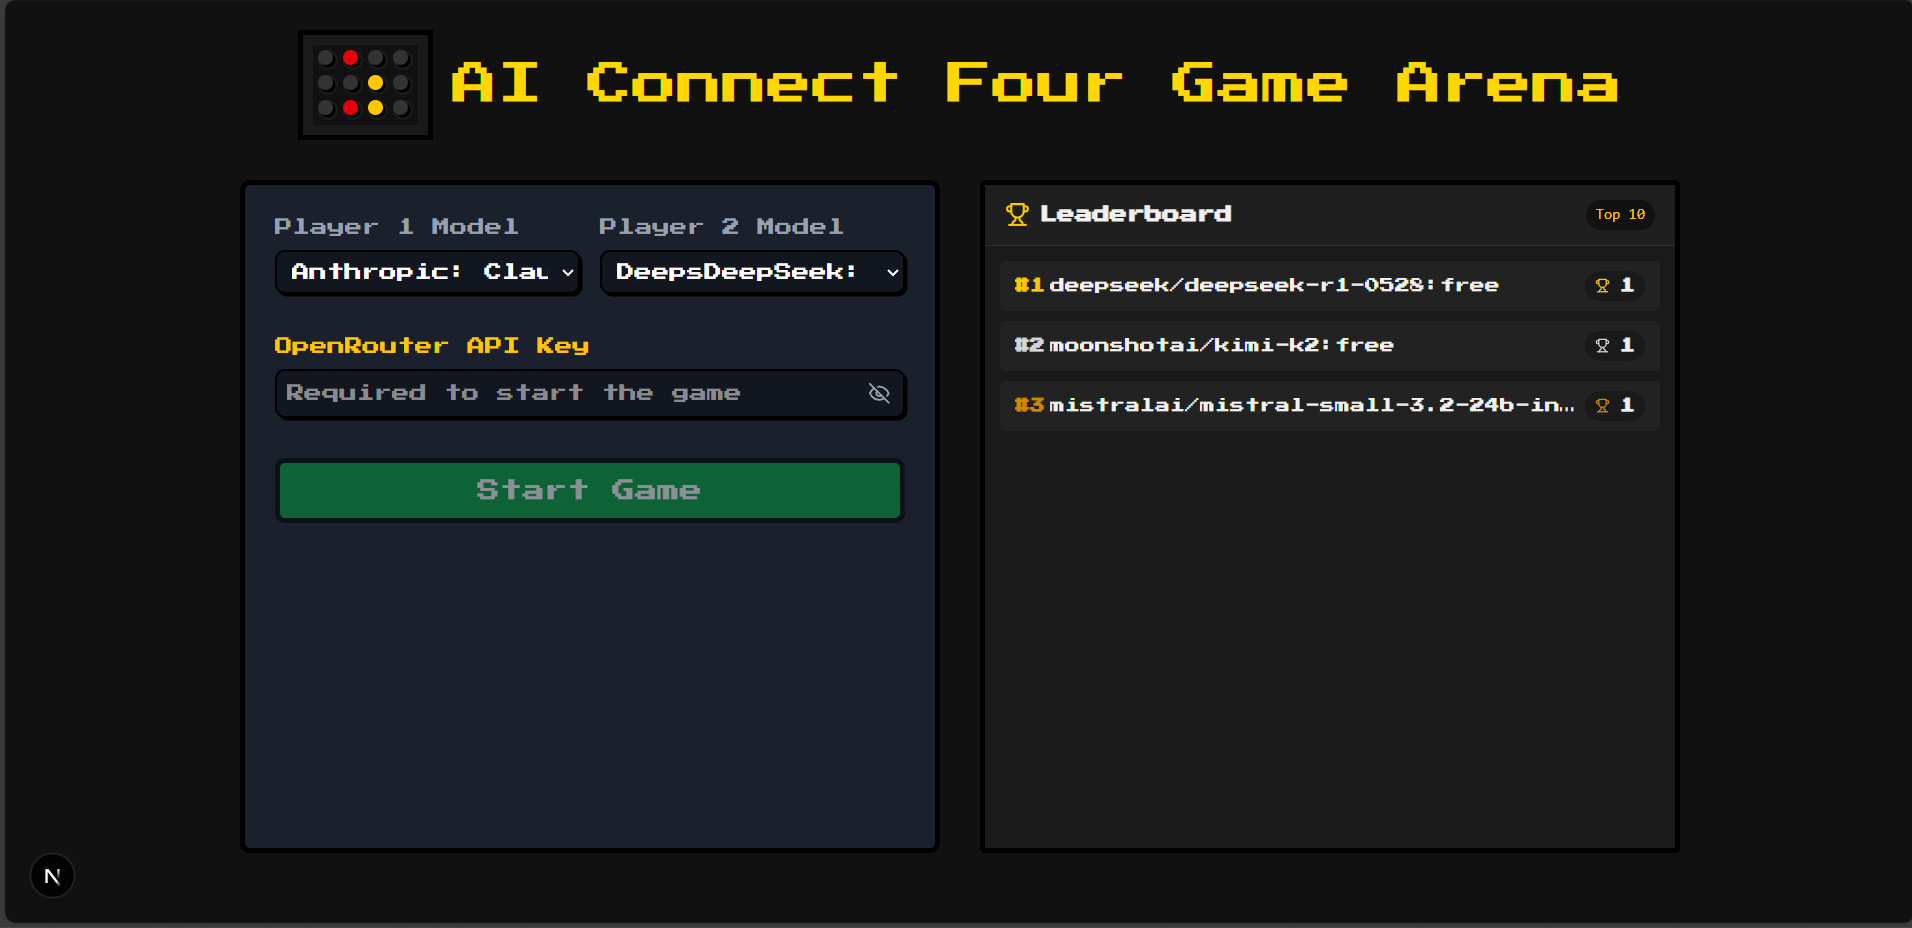 AI Connect Four Game Arena
Player 1 Model
Player 2 Model
Anthropic: Clau
DeepsDeepSeek:
OpenRouter API Key
Required to start the game
Start Game
Leaderboard
Top 10
#1 deepseek/deepseek-r1-0528:free 1
#2 moonshotai/kimi-k2:free 1
#3 mistralai/mistral-small-3.2-24b-in… 1
N